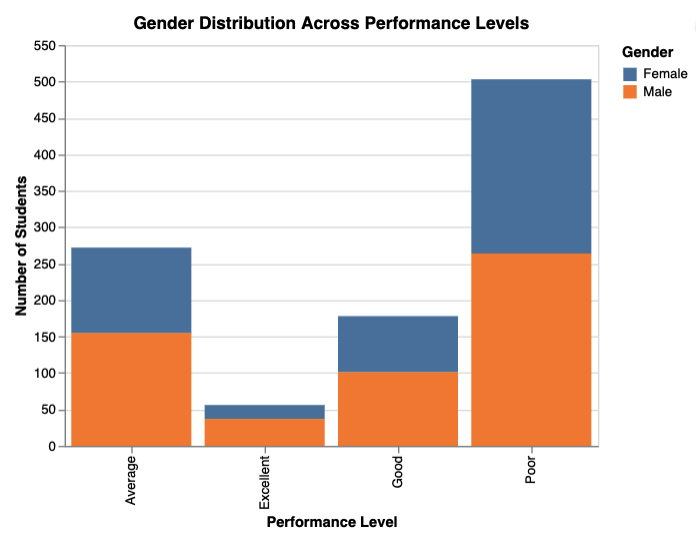 Gender Distribution Across Performance Levels
Gender
Female
Male
Number of Students
550
500
450
400
350
300
250
200
150
100
50
0
Average
Excellent
Good
Poor
Performance Level